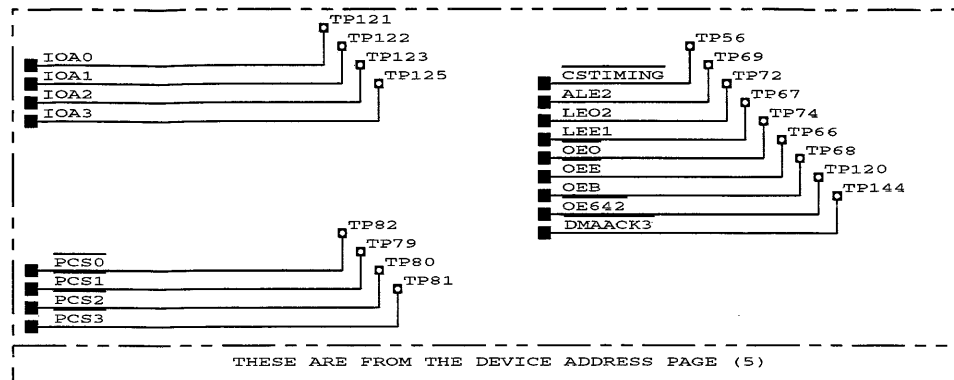 TP121
TP122
IOA0
TP123
IOA1
TP125
IOA2
IOA3
TP56
TP69
CSTIMING
TP72
ALE2
TP67
LEO2
TP74
LEE1
TP66
OEO
TP68
OEE
TP120
OEB
TP144
OE642
DMAACK3
TP82
TP79
PCS0
TP80
PCS1
TP81
PCS2
PCS3
THESE ARE FROM THE DEVICE ADDRESS PAGE (5)